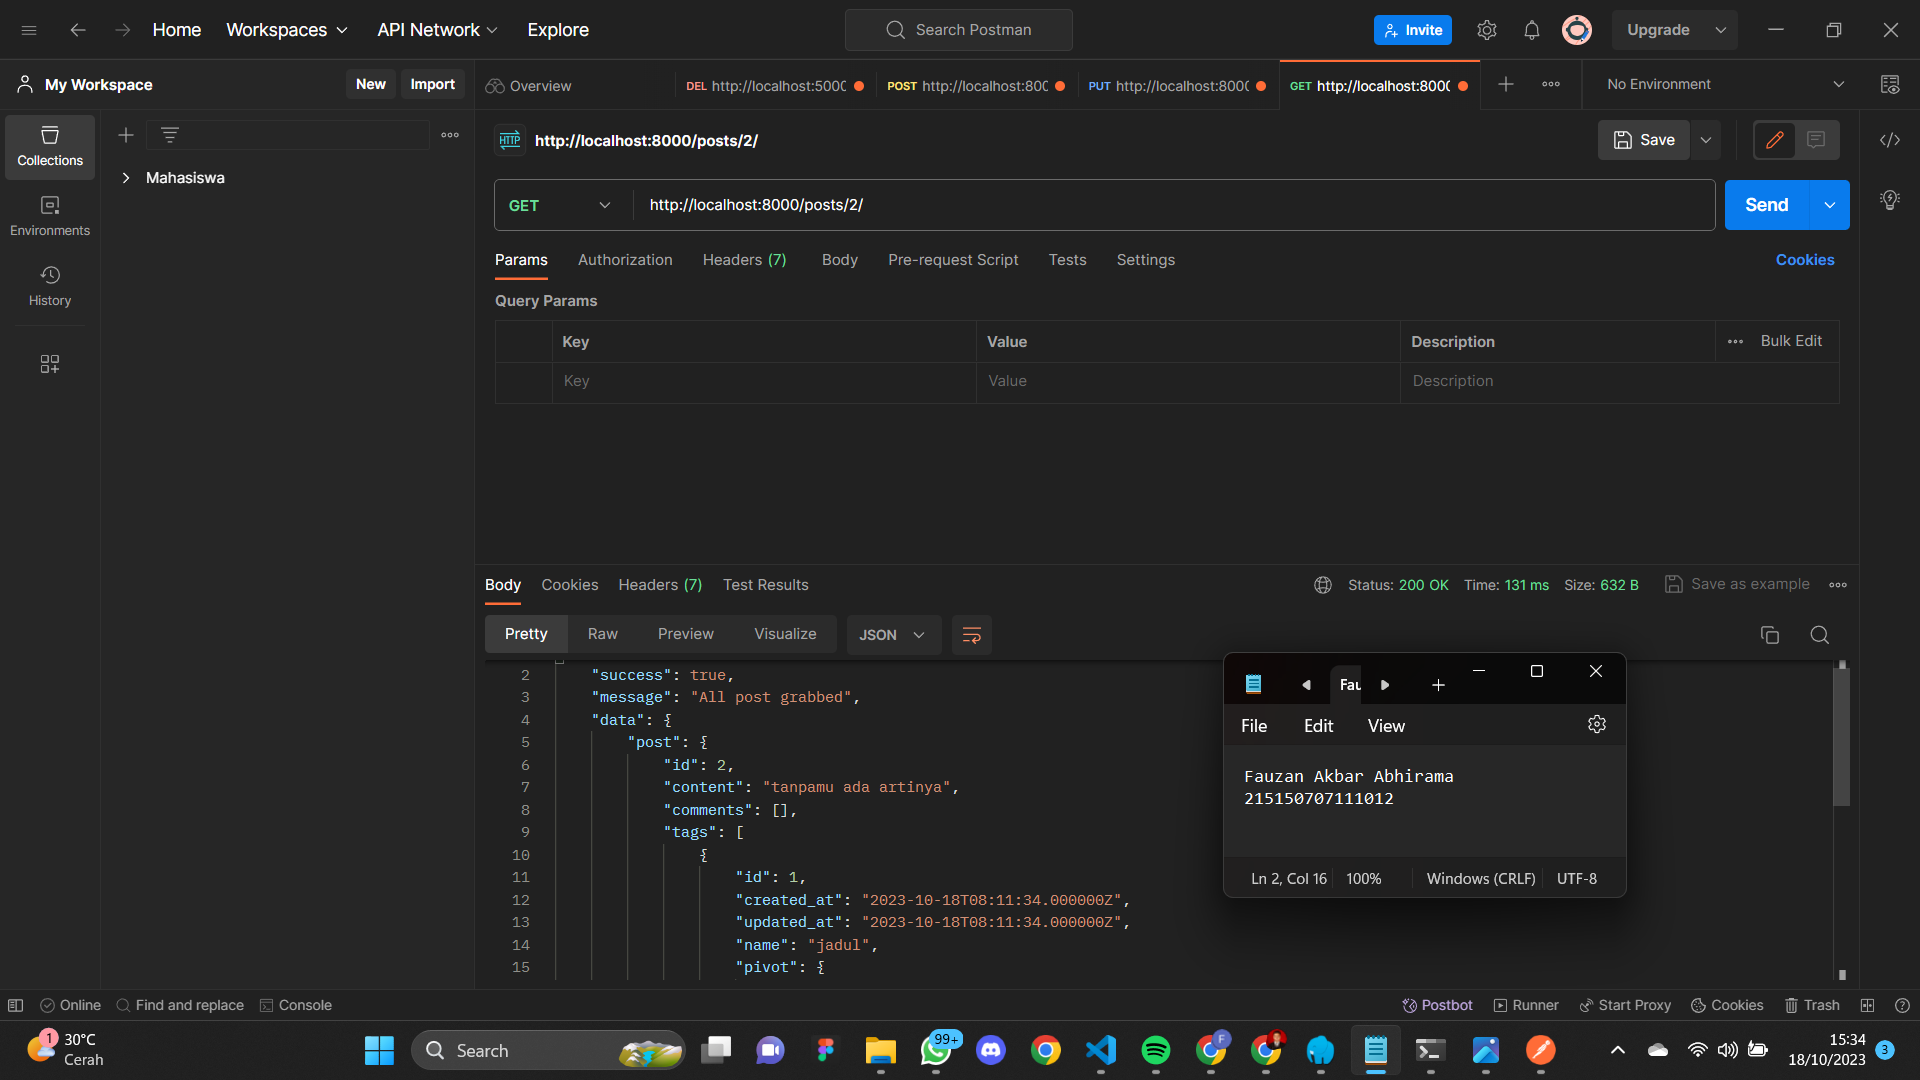 Home Workspaces API Network Explore Search Postman Invite Upgrade
My Workspace New Import Overview DEL http://localhost:5000 POST http://localhost:800 PUT http://localhost:8000 GET http://localhost:8000 No Environment
Collections
Environments
History
Mahasiswa
HTTP http://localhost:8000/posts/2/ Save
GET http://localhost:8000/posts/2/ Send
Params Authorization Headers (7) Body Pre-request Script Tests Settings Cookies
Query Params
Key Value Description Bulk Edit
Key Value Description
Body Cookies Headers (7) Test Results Status: 200 OK Time: 131 ms Size: 632 B Save as example
Pretty Raw Preview Visualize JSON
2 "success": true,
3 "message": "All post grabbed",
4 "data": {
5 "post": {
6 "id": 2,
7 "content": "tanpamu ada artinya",
8 "comments": [],
9 "tags": [
10 {
11 "id": 1,
12 "created_at": "2023-10-18T08:11:34.000000Z",
13 "updated_at": "2023-10-18T08:11:34.000000Z",
14 "name": "jadul",
15 "pivot": {
Fau
File Edit View
Fauzan Akbar Abhirama
215150707111012
Ln 2, Col 16 100% Windows (CRLF) UTF-8
Online Find and replace Console Postbot Runner Start Proxy Cookies Trash
1 30°C
Cerah
Search
99+
F
15:34
18/10/2023
3